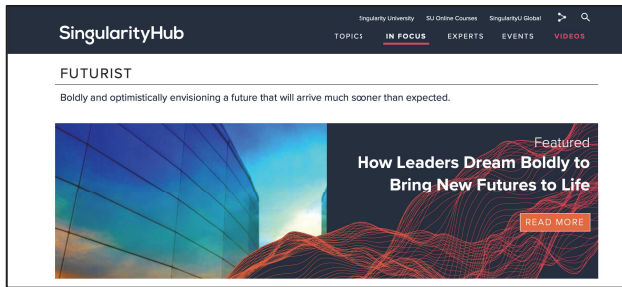 Singularity University SU Online Courses SingularityU Global
SingularityHub
TOPICS IN FOCUS EXPERTS EVENTS VIDEOS
FUTURIST
Boldly and optimistically envisioning a future that will arrive much sooner than expected.
Featured
How Leaders Dream Boldly to
Bring New Futures to Life
READ MORE